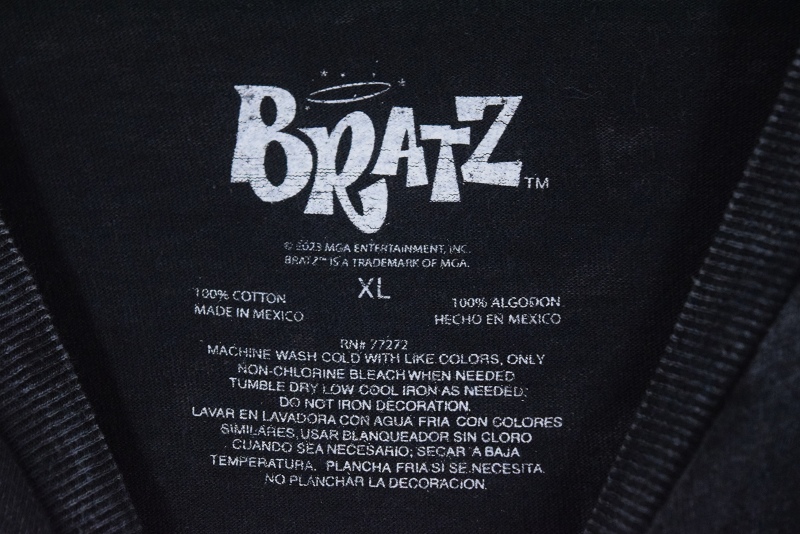 BRATZ™
© 2023 MGA ENTERTAINMENT, INC.
BRATZ™ IS A TRADEMARK OF MGA.
XL
100% COTTON
MADE IN MEXICO
100% ALGODON
HECHO EN MEXICO
RN# 77272
MACHINE WASH COLD WITH LIKE COLORS, ONLY
NON-CHLORINE BLEACH WHEN NEEDED
TUMBLE DRY LOW COOL IRON AS NEEDED;
DO NOT IRON DECORATION.
LAVAR EN LAVADORA CON AGUA FRIA CON COLORES
SIMILARES, USAR BLANQUEADOR SIN CLORO
CUANDO SEA NECESARIO; SECAR A BAJA
TEMPERATURA. PLANCHA FRIA SI SE NECESITA.
NO PLANCHAR LA DECORACION.